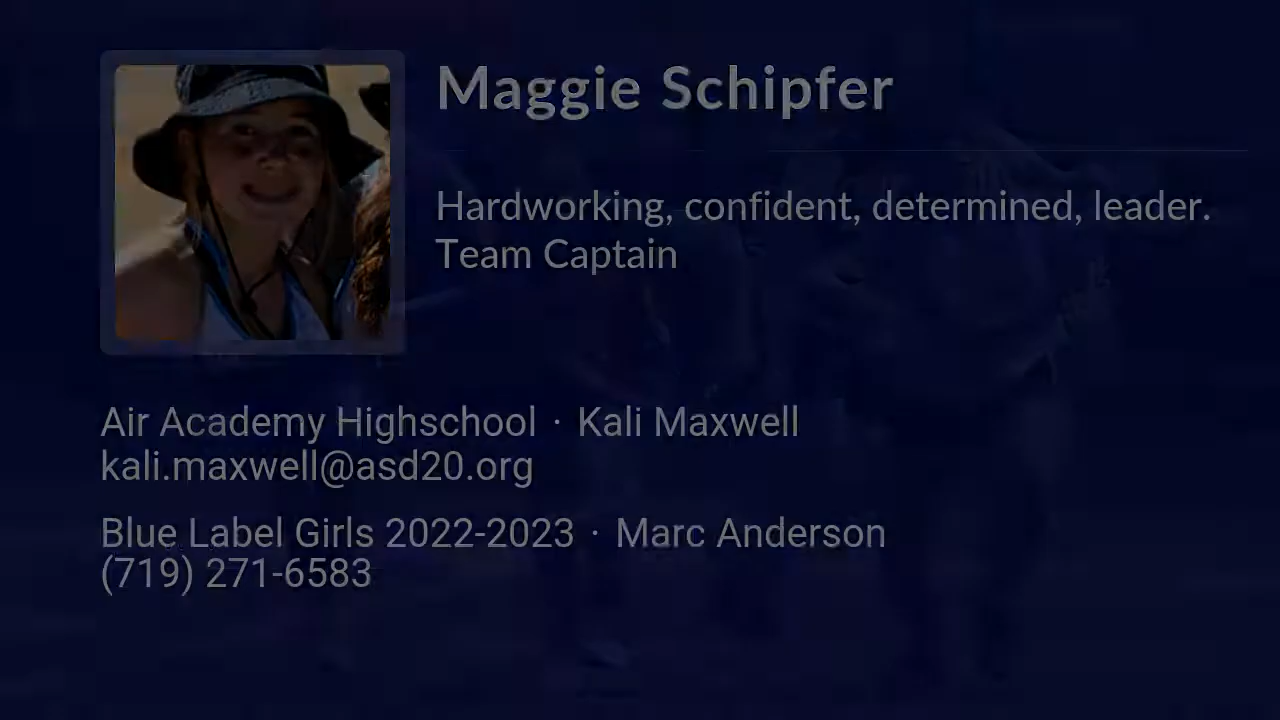 Maggie Schipfer
Hardworking, confident, determined, leader.
Team Captain
Air Academy Highschool · Kali Maxwell
kali.maxwell@asd20.org
Blue Label Girls 2022-2023 · Marc Anderson
(719) 271-6583